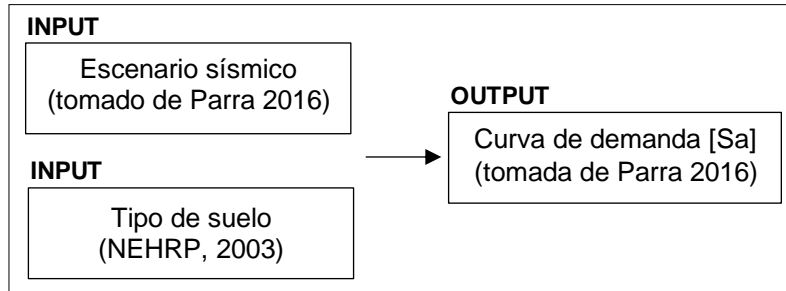 INPUT
Escenario sísmico
(tomado de Parra 2016)
INPUT
Tipo de suelo
(NEHRP, 2003)
OUTPUT
Curva de demanda [Sa]
(tomada de Parra 2016)